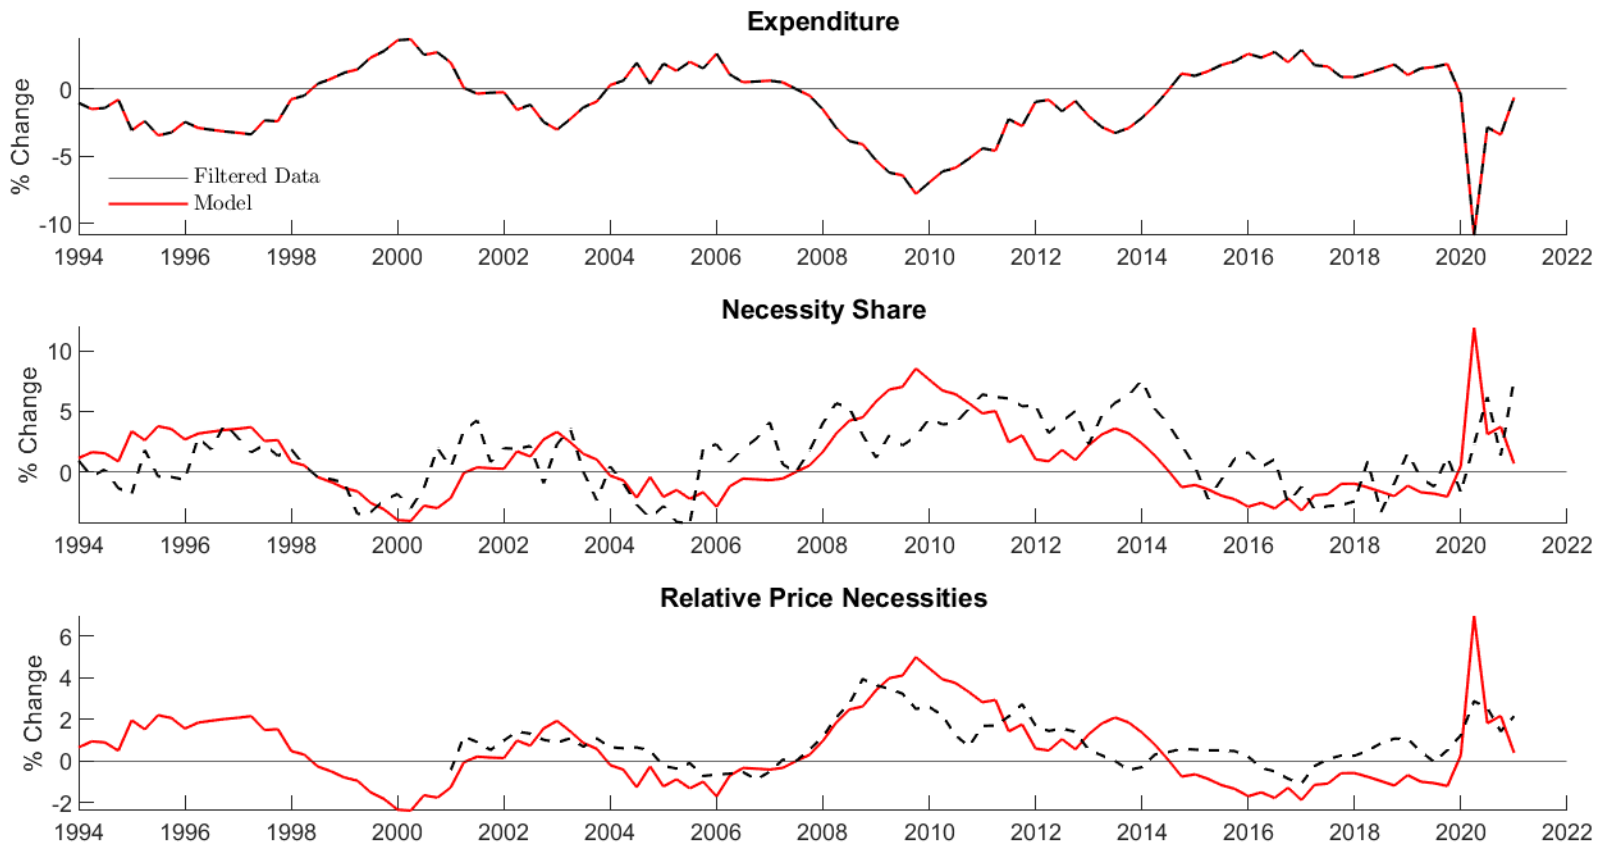 Expenditure
% Change
0
-5
-10
Filtered Data
Model
1994 1996 1998 2000 2002 2004 2006 2008 2010 2012 2014 2016 2018 2020 2022
Necessity Share
% Change
10
5
0
1994 1996 1998 2000 2002 2004 2006 2008 2010 2012 2014 2016 2018 2020 2022
Relative Price Necessities
% Change
6
4
2
0
-2
1994 1996 1998 2000 2002 2004 2006 2008 2010 2012 2014 2016 2018 2020 2022